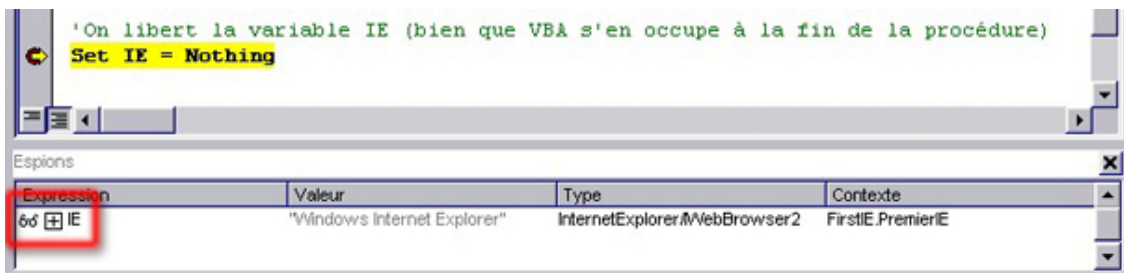 'On libert la variable IE (bien que VBA s'en occupe à la fin de la procédure)
Set IE = Nothing
Espions
Expression Valeur Type Contexte
IE "Windows Internet Explorer" InternetExplorer/IWebBrowser2 FirstIE.PremierIE